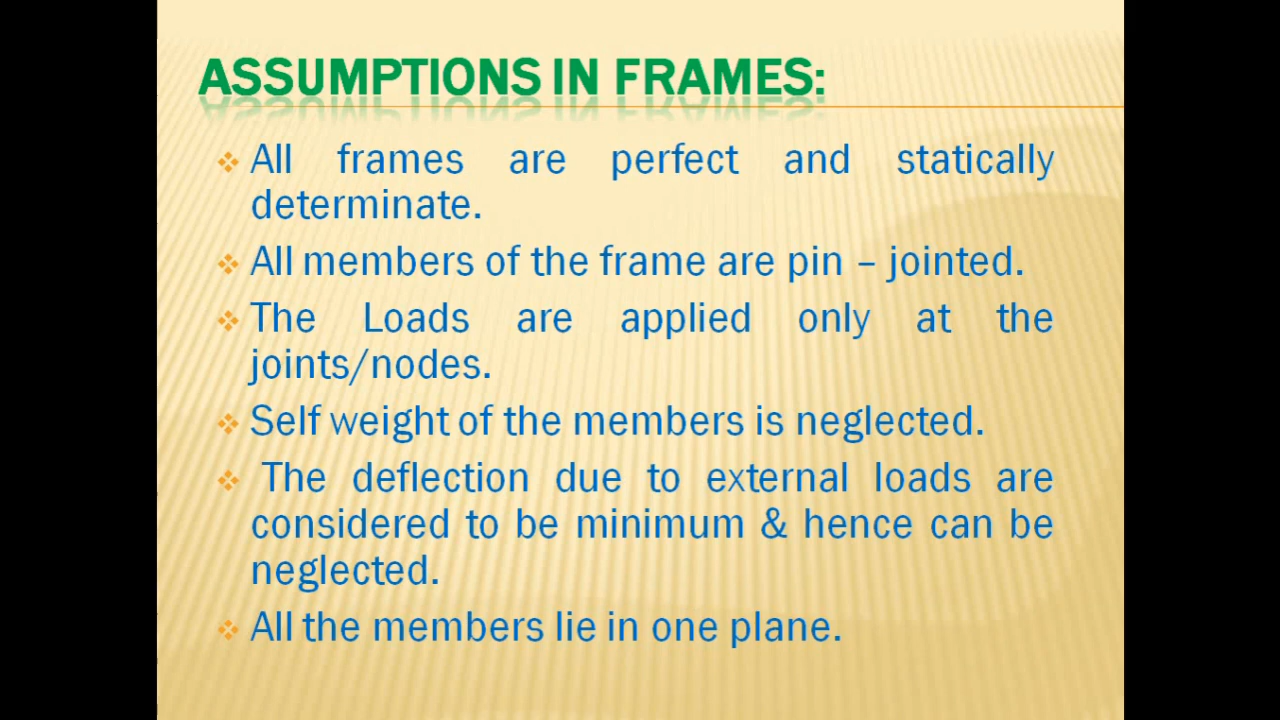 ASSUMPTIONS IN FRAMES:
All frames are perfect and statically
determinate.
All members of the frame are pin – jointed.
The Loads are applied only at the
joints/nodes.
Self weight of the members is neglected.
The deflection due to external loads are
considered to be minimum & hence can be
neglected.
All the members lie in one plane.